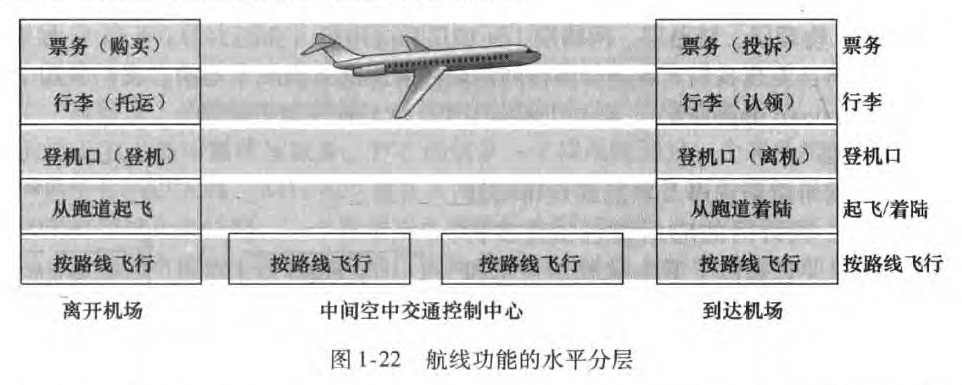 票务（购买） 票务（投诉） 票务
行李（托运） 行李（认领） 行李
登机口（登机） 登机口（离机） 登机口
从跑道起飞 从跑道着陆 起飞/着陆
按路线飞行 按路线飞行 按路线飞行 按路线飞行 按路线飞行
离开机场 中间空中交通控制中心 到达机场
图 1-22 航线功能的水平分层